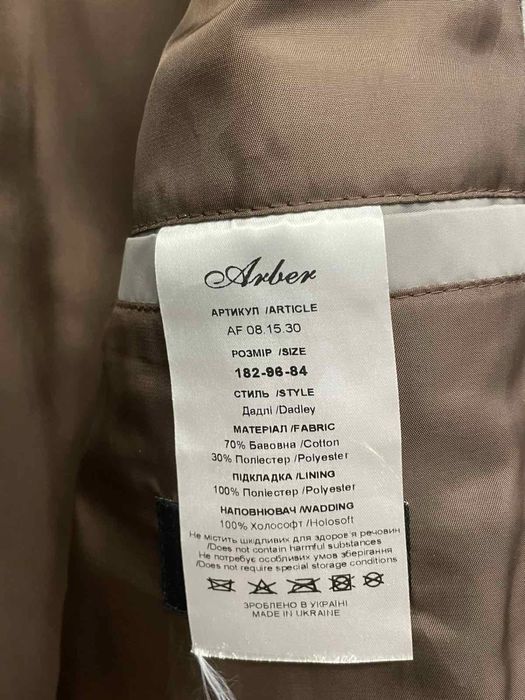 Arber
АРТИКУЛ /ARTICLE
AF 08.15.30
РОЗМІР /SIZE
182-96-84
СТИЛЬ /STYLE
Дадлі /Dadley
МАТЕРІАЛ /FABRIC
70% Бавовна /Cotton
30% Поліестер /Polyester
ПІДКЛАДКА /LINING
100% Поліестер /Polyester
НАПОВНЮВАЧ /WADDING
100% Холософт /Holosoft
Не містить шкідливих для здоров'я речовин
/Does not contain harmful substances
Не потребує особливих умов зберігання
/Does not require special storage conditions
ЗРОБЛЕНО В УКРАЇНІ
MADE IN UKRAINE